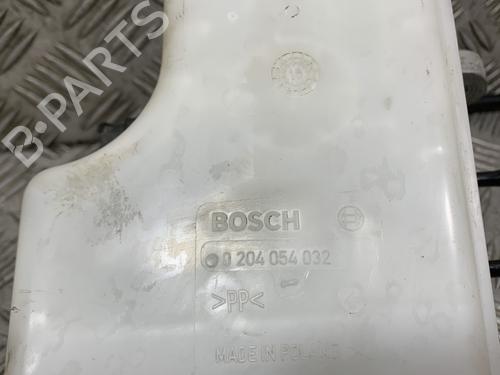 B-PARTS
BOSCH
0 204 054 032
>PP<
MADE IN POLAND